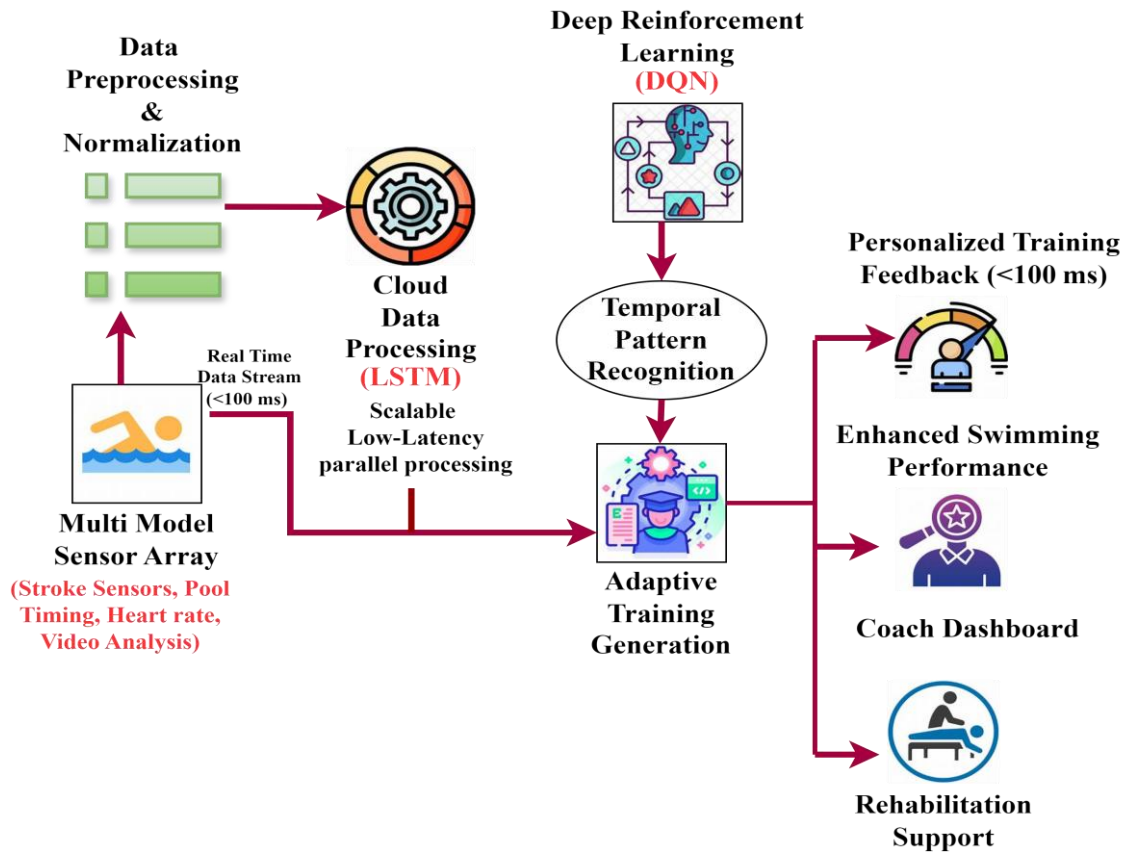 Data
Preprocessing
&
Normalization
Cloud
Data
Processing
(LSTM)
Scalable
Low-Latency
parallel processing
Real Time
Data Stream
(<100 ms)
Multi Model
Sensor Array
(Stroke Sensors, Pool
Timing, Heart rate,
Video Analysis)
Deep Reinforcement
Learning
(DQN)
Temporal
Pattern
Recognition
Adaptive
Training
Generation
Personalized Training
Feedback (<100 ms)
Enhanced Swimming
Performance
Coach Dashboard
Rehabilitation
Support